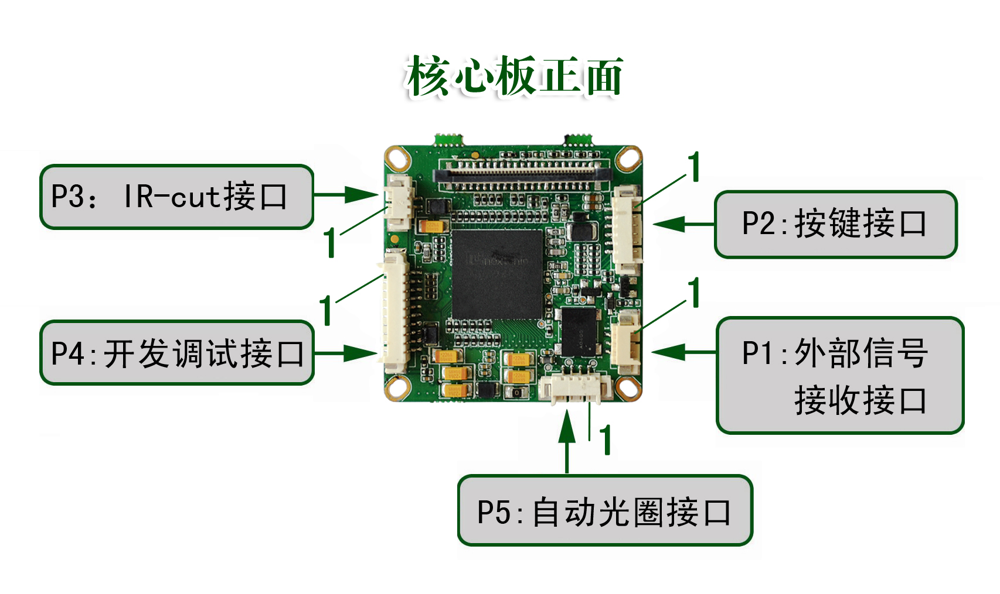 核心板正面
P3：IR-cut接口
1
1
P4:开发调试接口
1
P2:按键接口
1
P1:外部信号
接收接口
1
P5:自动光圈接口